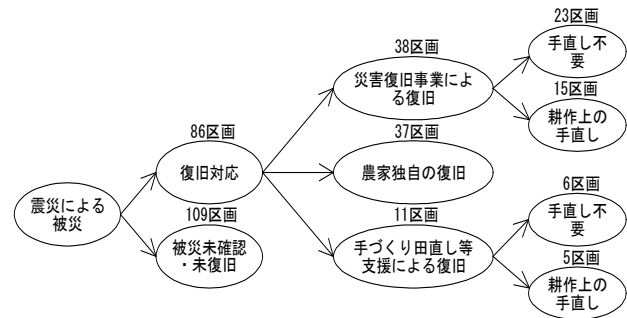 23区画
手直し不
要
38区画
災害復旧事業によ
る復旧
15区画
耕作上の
手直し
86区画
復旧対応
37区画
農家独自の復旧
震災による
被災
109区画
被災未確認
・未復旧
11区画
手づくり田直し等
支援による復旧
6区画
手直し不
要
5区画
耕作上の
手直し